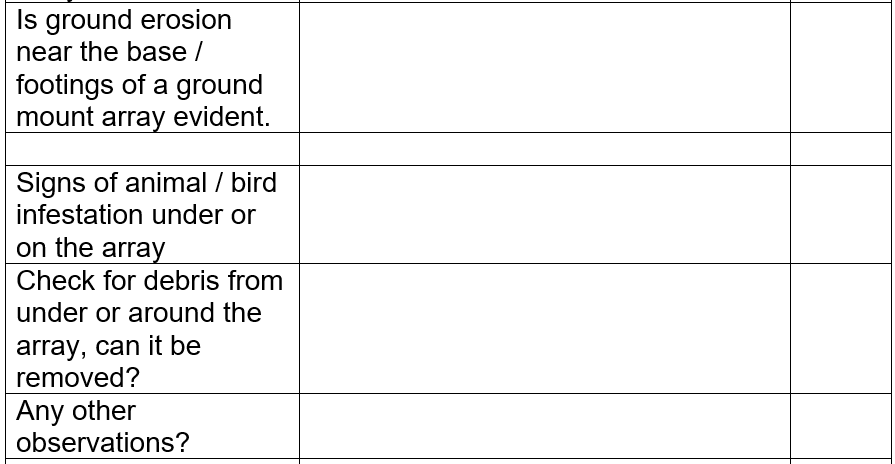 Is ground erosion
near the base /
footings of a ground
mount array evident.
Signs of animal / bird
infestation under or
on the array
Check for debris from
under or around the
array, can it be
removed?
Any other
observations?